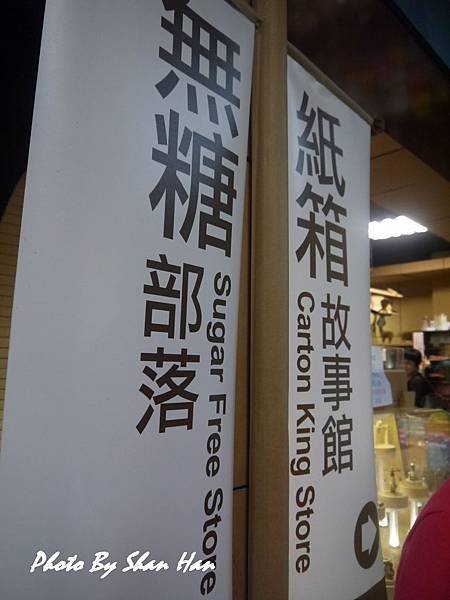 無糖部落
Sugar Free Store
紙箱故事館
Carton King Store
Photo By Shan Han